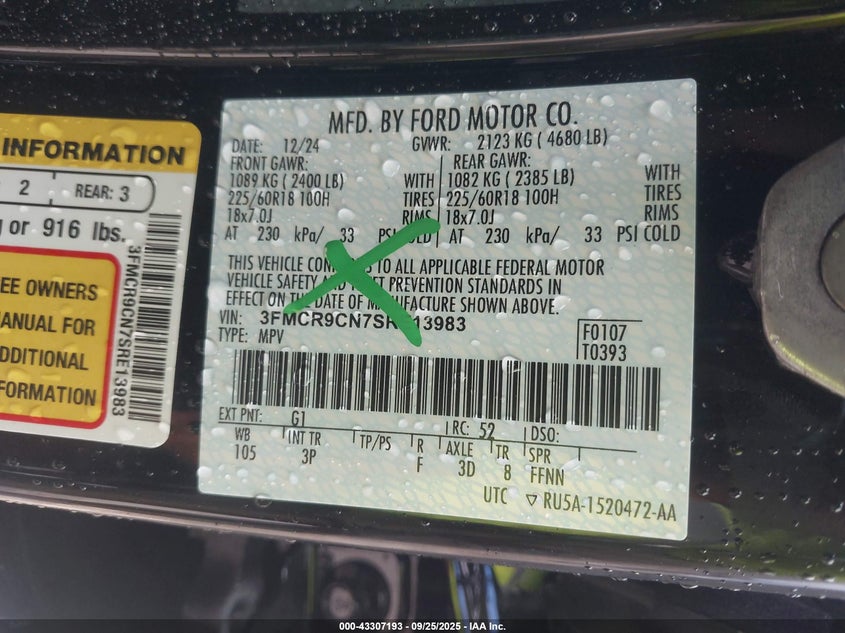 INFORMATION
2 REAR: 3
or 916 lbs.
EE OWNERS
MANUAL FOR
ADDITIONAL
FORMATION
3FMCR9CN7SRE13983
MFD. BY FORD MOTOR CO.
DATE: 12/24 GVWR: 2123 KG ( 4680 LB)
FRONT GAWR: REAR GAWR:
1089 KG ( 2400 LB) WITH 1082 KG ( 2385 LB) WITH
225/60R18 100H TIRES 225/60R18 100H TIRES
18x7.0J RIMS 18x7.0J RIMS
AT 230 kPa/ 33 PSI COLD AT 230 kPa/ 33 PSI COLD
THIS VEHICLE TO ALL APPLICABLE FEDERAL MOTOR
VEHICLE SAFETY AND PREVENTION STANDARDS IN
EFFECT ON THE DATE OF MANUFACTURE SHOWN ABOVE.
VIN: 3FMCR9CN7SRE13983
TYPE: MPV
F0107
T0393
EXT PNT: G1 RC: 52 DSO:
WB INT TR TP/PS R AXLE TR SPR
105 3P F 3D 8 FFNN
UTC ▽ RU5A-1520472-AA
000-43307193 - 09/25/2025 - IAA Inc.